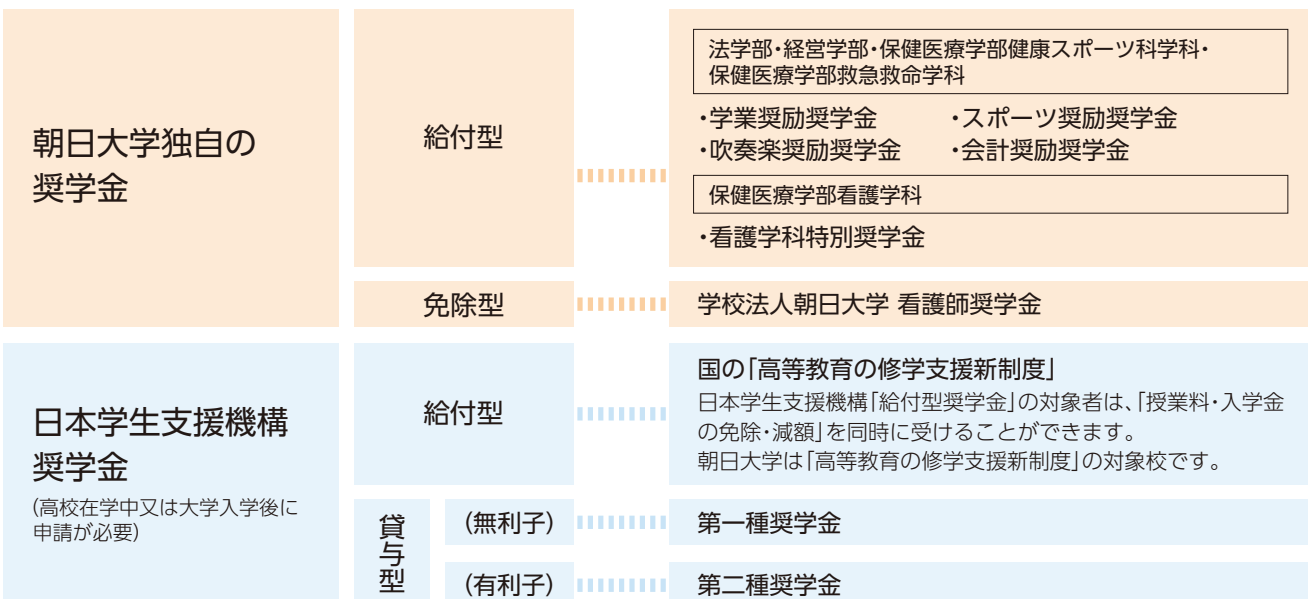 朝日大学独自の
奨学金
給付型
法学部・経営学部・保健医療学部健康スポーツ科学科・
保健医療学部救急救命学科
・学業奨励奨学金 ・スポーツ奨励奨学金
・吹奏楽奨励奨学金 ・会計奨励奨学金
保健医療学部看護学科
・看護学科特別奨学金
免除型
学校法人朝日大学 看護師奨学金
日本学生支援機構
奨学金
(高校在学中又は大学入学後に
申請が必要)
給付型
国の「高等教育の修学支援新制度」
日本学生支援機構「給付型奨学金」の対象者は、「授業料・入学金
の免除・減額」を同時に受けることができます。
朝日大学は「高等教育の修学支援新制度」の対象校です。
貸与型
(無利子)
第一種奨学金
(有利子)
第二種奨学金